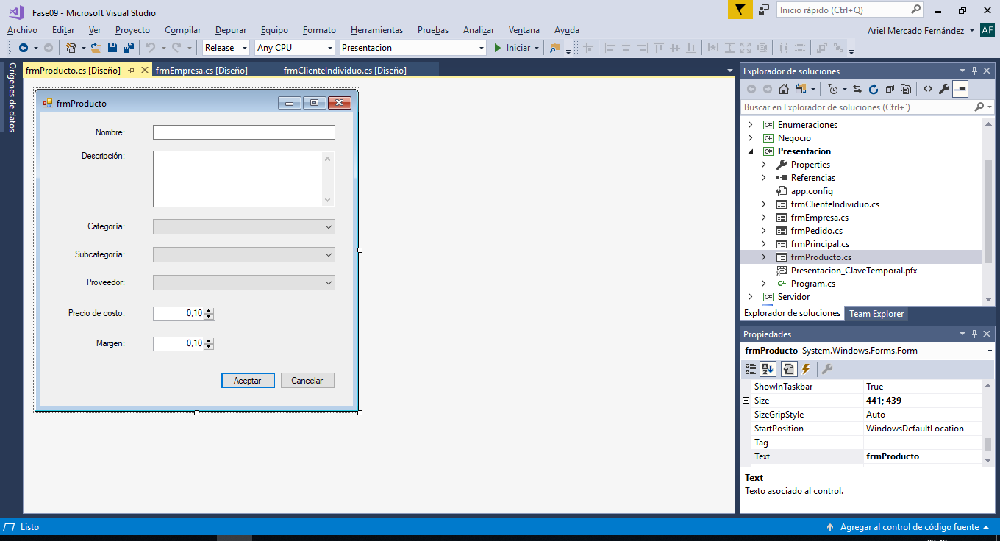 Fase09 - Microsoft Visual Studio
Inicio rápido (Ctrl+Q)
Archivo Editar Ver Proyecto Compilar Depurar Equipo Formato Herramientas Pruebas Analizar Ventana Ayuda
Ariel Mercado Fernández AF
Release Any CPU Presentacion Iniciar
Orígenes de datos
frmProducto.cs [Diseño] frmEmpresa.cs [Diseño] frmClienteIndividuo.cs [Diseño]
frmProducto
Nombre:
Descripción:
Categoría:
Subcategoría:
Proveedor:
Precio de costo: 0,10
Margen: 0,10
Aceptar Cancelar
Explorador de soluciones
Buscar en Explorador de soluciones (Ctrl+´)
C# Enumeraciones
C# Negocio
C# Presentacion
Properties
Referencias
app.config
frmClienteIndividuo.cs
frmEmpresa.cs
frmPedido.cs
frmPrincipal.cs
frmProducto.cs
Presentacion_ClaveTemporal.pfx
C# Program.cs
C# Servidor
Explorador de soluciones Team Explorer
Propiedades
frmProducto System.Windows.Forms.Form
ShowInTaskbar True
Size 441; 439
SizeGripStyle Auto
StartPosition WindowsDefaultLocation
Tag
Text frmProducto
Text
Texto asociado al control.
Listo
Agregar al control de código fuente